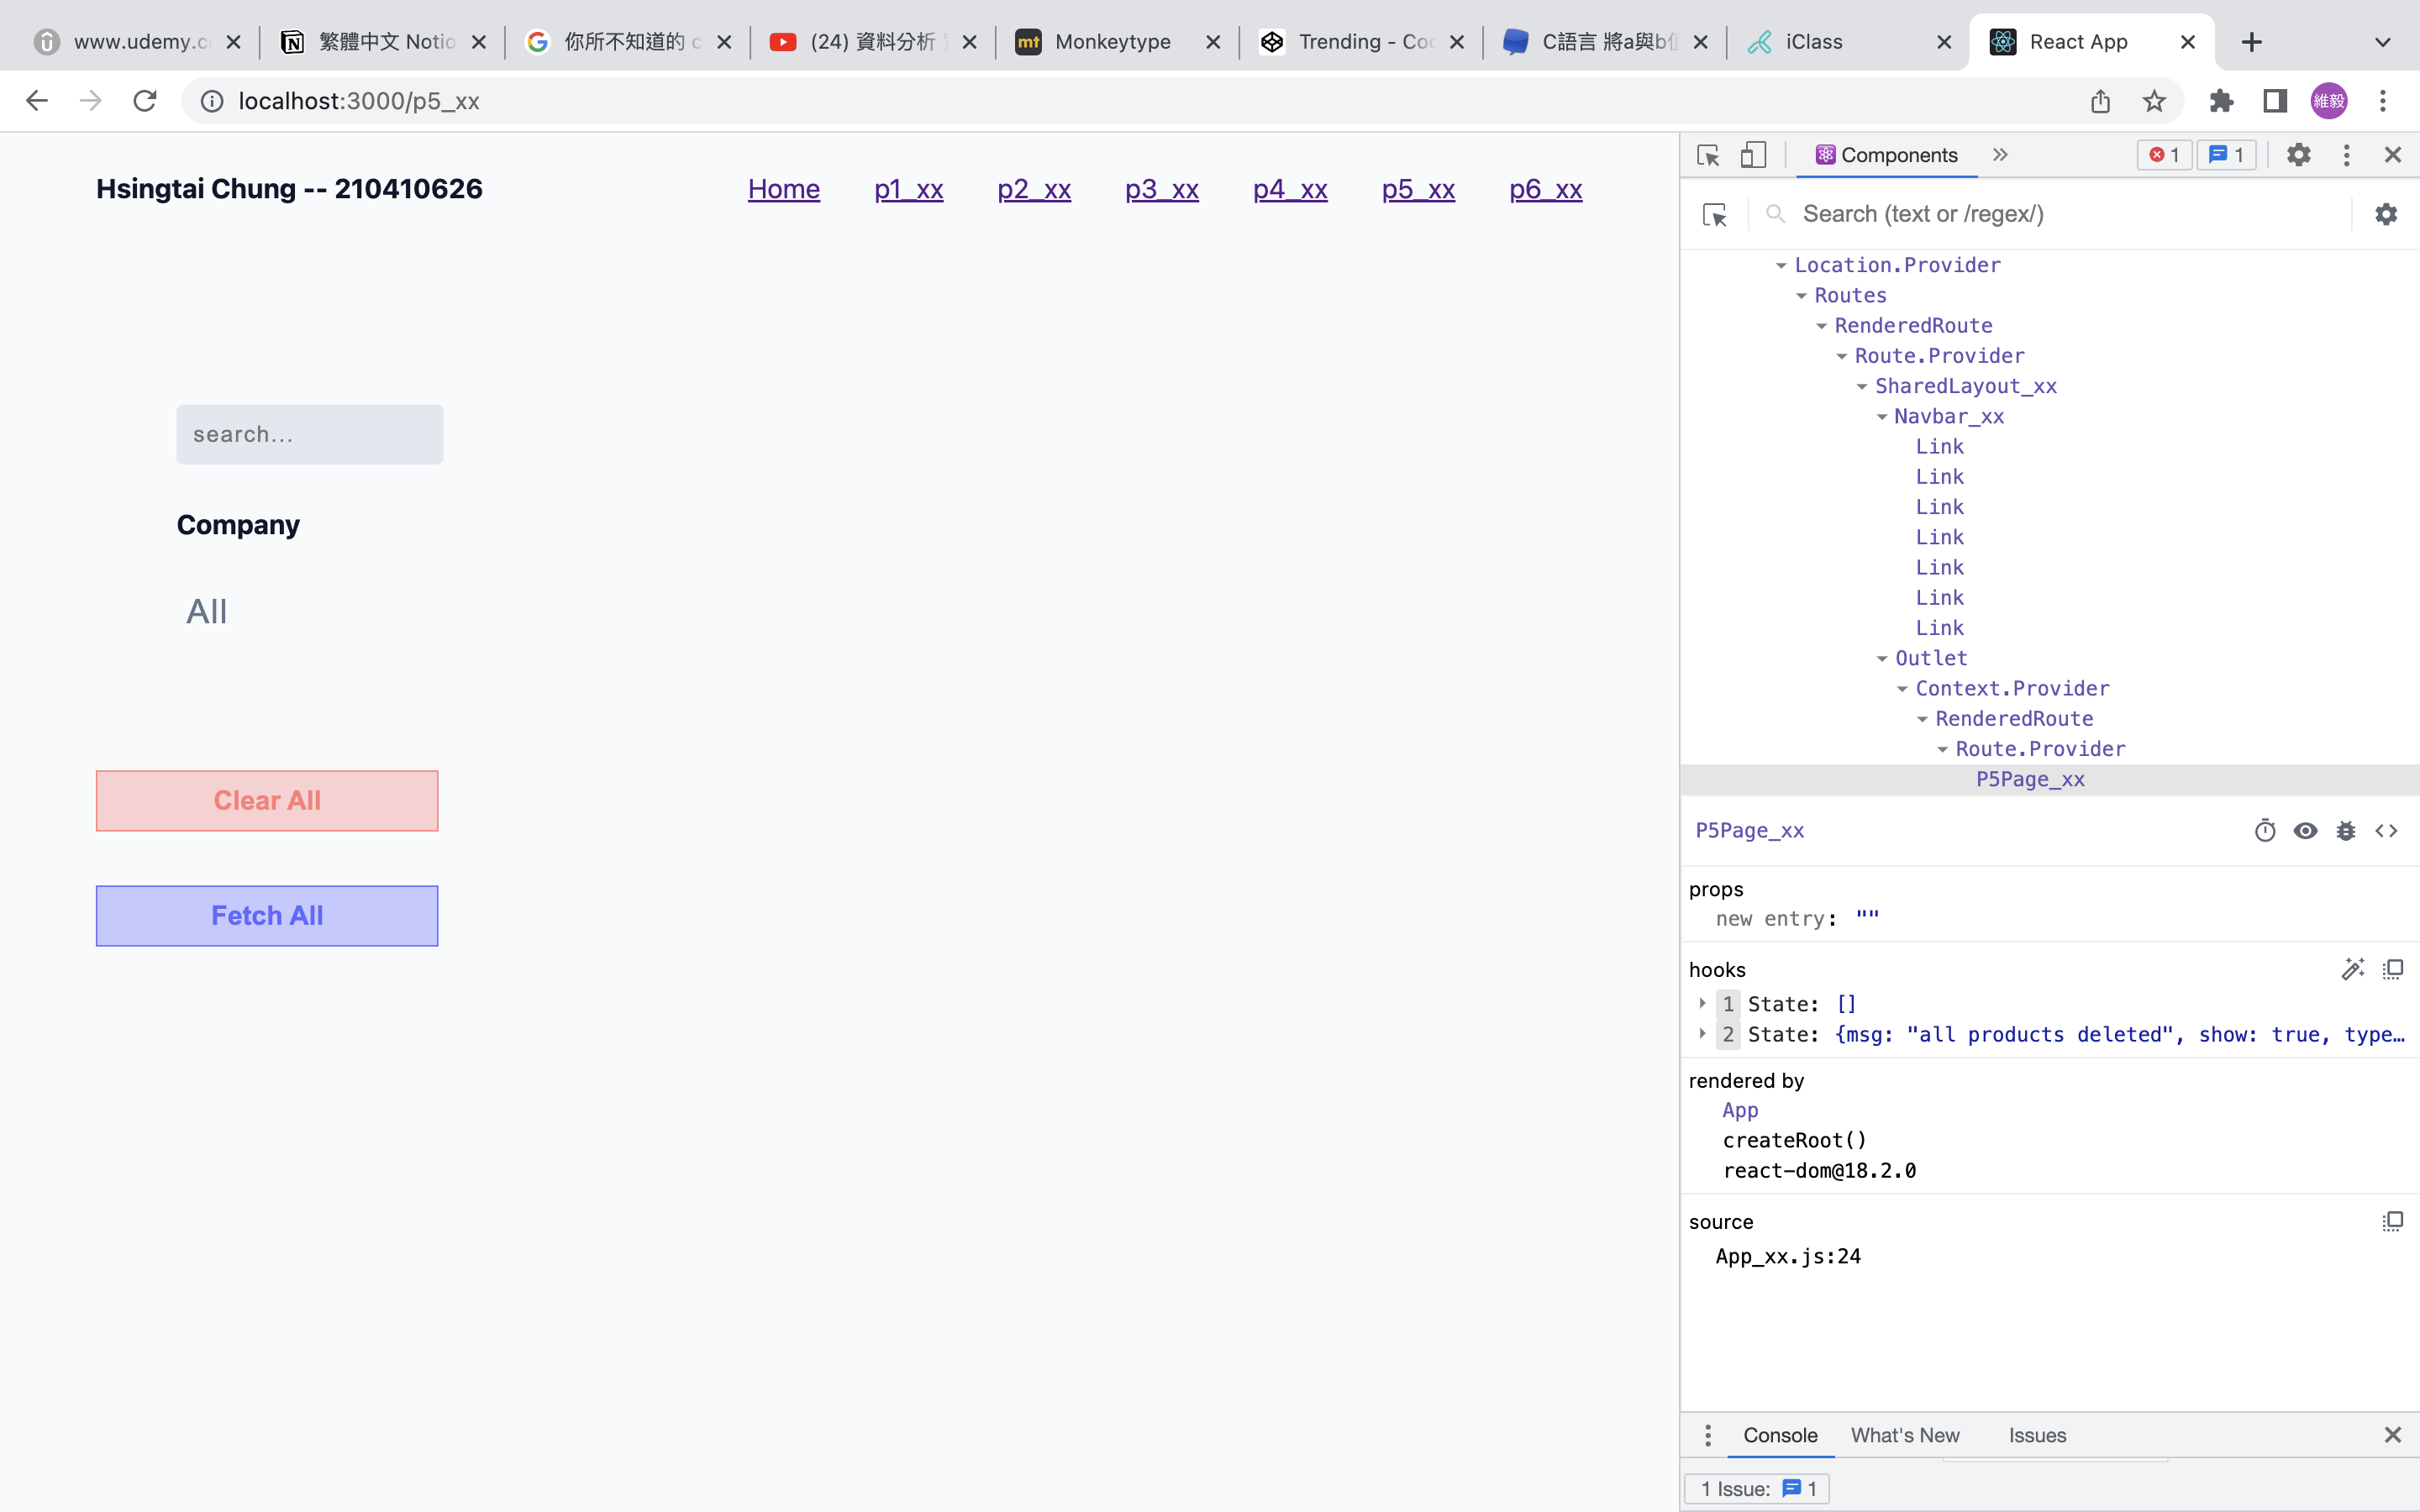 www.udemy.c
繁體中文 Notio
你所不知道的 c
(24) 資料分析
mt
Monkeytype
Trending - Coo
C語言 將a與b值
iClass
React App
localhost:3000/p5_xx
維毅
Hsingtai Chung -- 210410626
Home
p1_xx
p2_xx
p3_xx
p4_xx
p5_xx
p6_xx
search...
Company
All
Clear All
Fetch All
Components
1
1
Search (text or /regex/)
Location.Provider
Routes
RenderedRoute
Route.Provider
SharedLayout_xx
Navbar_xx
Link
Link
Link
Link
Link
Link
Link
Outlet
Context.Provider
RenderedRoute
Route.Provider
P5Page_xx
P5Page_xx
props
new entry: ""
hooks
1 State: []
2 State: {msg: "all products deleted", show: true, type…
rendered by
App
createRoot()
react-dom@18.2.0
source
App_xx.js:24
Console
What's New
Issues
1 Issue: 1